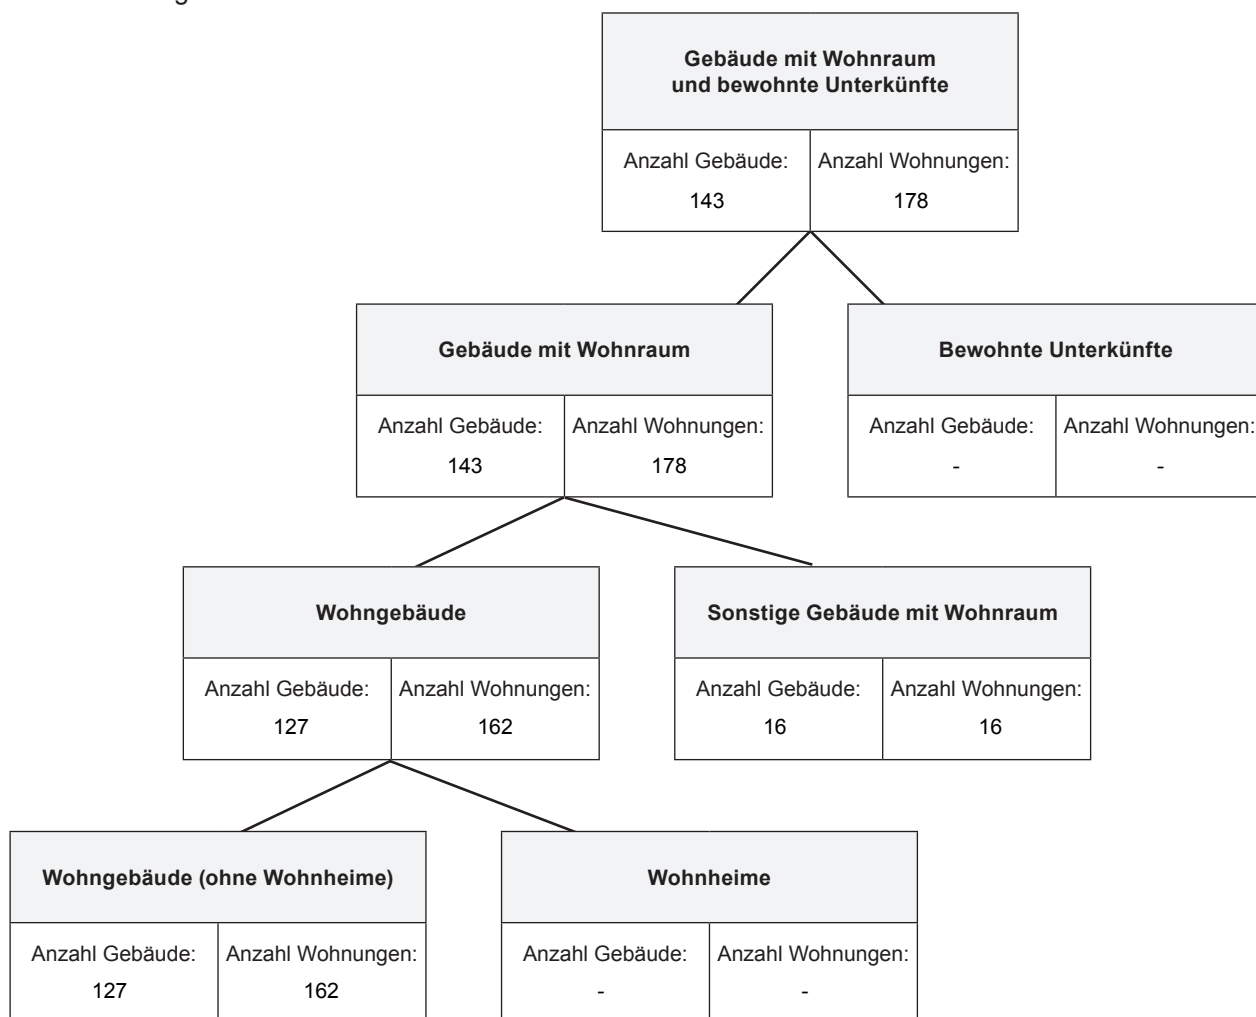 Gebäude mit Wohnraum
und bewohnte Unterkünfte
Anzahl Gebäude: Anzahl Wohnungen:
143 178
Gebäude mit Wohnraum Bewohnte Unterkünfte
Anzahl Gebäude: Anzahl Wohnungen: Anzahl Gebäude: Anzahl Wohnungen:
143 178 - -
Wohngebäude Sonstige Gebäude mit Wohnraum
Anzahl Gebäude: Anzahl Wohnungen: Anzahl Gebäude: Anzahl Wohnungen:
127 162 16 16
Wohngebäude (ohne Wohnheime) Wohnheime
Anzahl Gebäude: Anzahl Wohnungen: Anzahl Gebäude: Anzahl Wohnungen:
127 162 - -